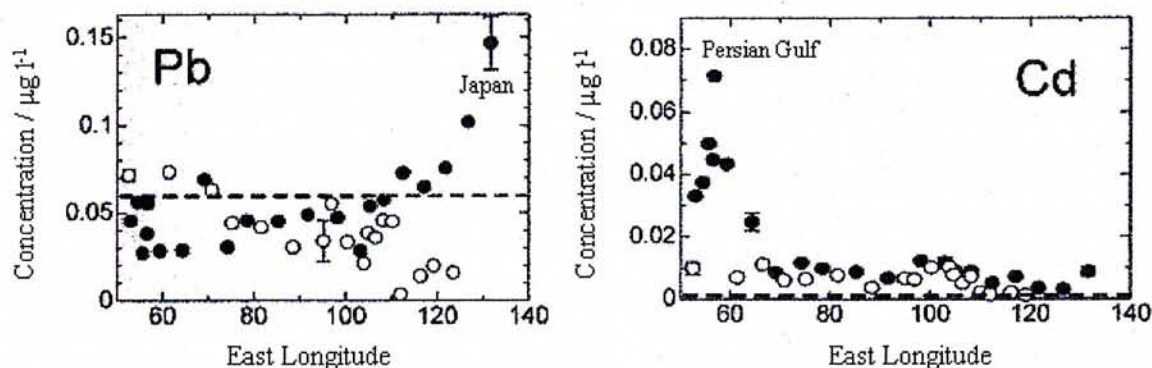 Concentration / µg l-1
0.15
0.1
0.05
0
Pb
Japan
60
80
100
120
140
East Longitude
Concentration / µg l-1
0.08
0.06
0.04
0.02
0
Persian Gulf
Cd
60
80
100
120
140
East Longitude